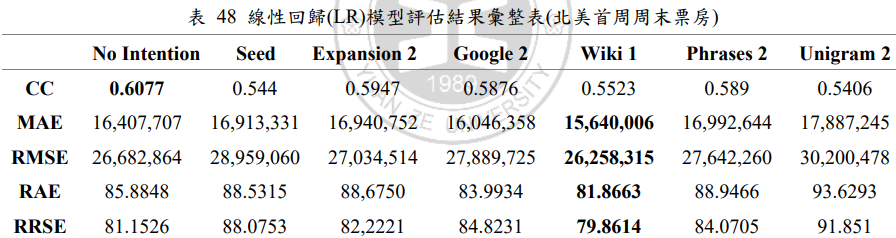 表 48 線性回歸(LR)模型評估結果彙整表(北美首周周末票房)
No Intention Seed Expansion 2 Google 2 Wiki 1 Phrases 2 Unigram 2
CC 0.6077 0.544 0.5947 0.5876 0.5523 0.589 0.5406
MAE 16,407,707 16,913,331 16,940,752 16,046,358 15,640,006 16,992,644 17,887,245
RMSE 26,682,864 28,959,060 27,034,514 27,889,725 26,258,315 27,642,260 30,200,478
RAE 85.8848 88.5315 88,6750 83.9934 81.8663 88.9466 93.6293
RRSE 81.1526 88.0753 82,2221 84.8231 79.8614 84.0705 91.851
1989
YUAN ZE UNIVERSITY